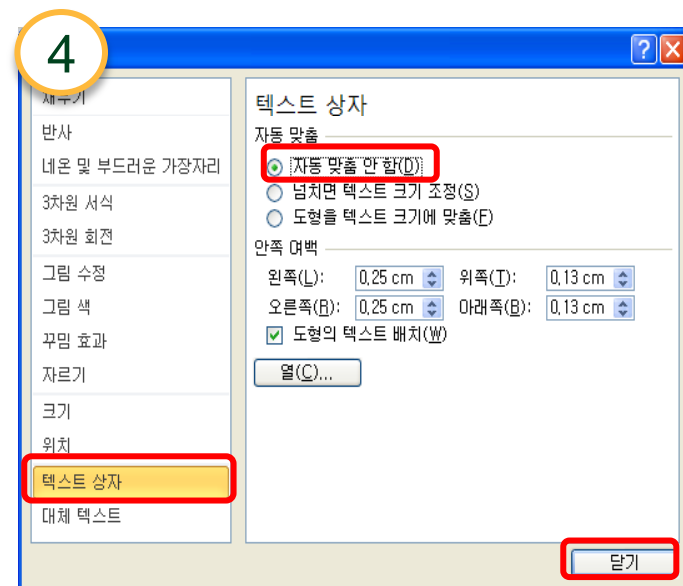 4
채우기
반사
네온 및 부드러운 가장자리
3차원 서식
3차원 회전
그림 수정
그림 색
꾸밈 효과
자르기
크기
위치
텍스트 상자
대체 텍스트
텍스트 상자
자동 맞춤
자동 맞춤 안 함(D)
넘치면 텍스트 크기 조정(S)
도형을 텍스트 크기에 맞춤(F)
안쪽 여백
왼쪽(L): 0,25 cm 위쪽(T): 0,13 cm
오른쪽(R): 0,25 cm 아래쪽(B): 0,13 cm
도형의 텍스트 배치(W)
열(C)...
닫기